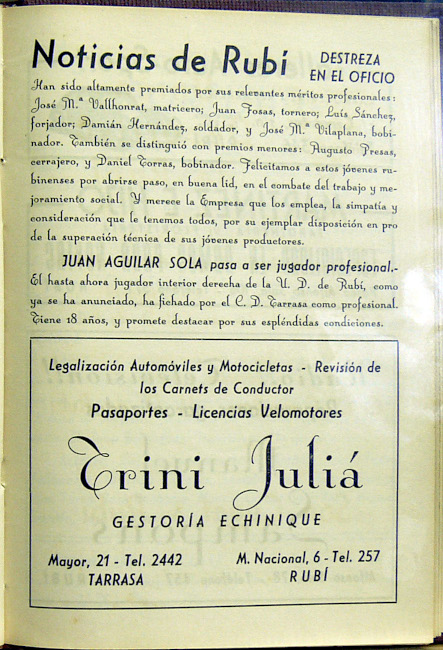 Noticias de Rubí
DESTREZA
EN EL OFICIO
Han sido altamente premiados por sus relevantes méritos profesionales:
José M.ª Vallhonrat, matricero; Juan Fosas, tornero; Luis Sánchez,
forjador; Damián Hernández, soldador, y José M.ª Vilaplana, bobi-
nador. También se distinguió con premios menores: Augusto Presas,
cerrajero, y Daniel Torras, bobinador. Felicitamos a estos jóvenes ru-
binenses por abrirse paso, en buena lid, en el combate del trabajo y me-
joramiento social. Y merece la Empresa que los emplea, la simpatía y
consideración que le tenemos todos, por su ejemplar disposición en pro
de la superación técnica de sus jóvenes productores.
JUAN AGUILAR SOLA pasa a ser jugador profesional.-
El hasta ahora jugador interior derecha de la U. D. de Rubí, como
ya se ha anunciado, ha fichado por el C. D. Tarrasa como profesional.
Tiene 18 años, y promete destacar por sus espléndidas condiciones.
Legalización Automóviles y Motocicletas - Revisión de
los Carnets de Conductor
Pasaportes - Licencias Velomotores
Trini Juliá
GESTORÍA ECHINIQUE
Mayor, 21 - Tel. 2442
TARRASA
M. Nacional, 6 - Tel. 257
RUBÍ